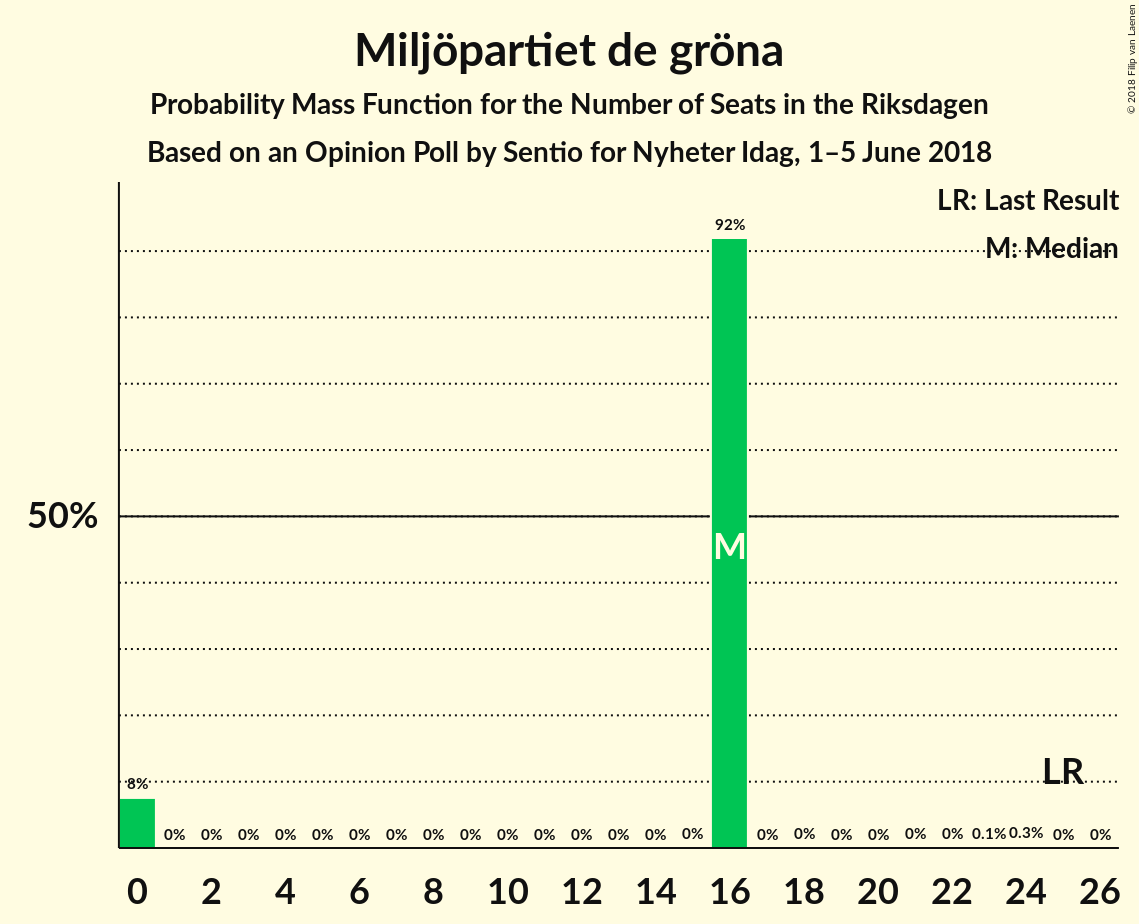 Miljöpartiet de gröna
Probability Mass Function for the Number of Seats in the Riksdagen
Based on an Opinion Poll by Sentio for Nyheter Idag, 1–5 June 2018
© 2018 Filip van Laenen
LR: Last Result
M: Median
92%
50%
M
LR
8% 0% 0% 0% 0% 0% 0% 0% 0% 0% 0% 0% 0% 0% 0% 0% 0% 0% 0% 0% 0% 0% 0.1% 0.3% 0% 0%
0 2 4 6 8 10 12 14 16 18 20 22 24 26